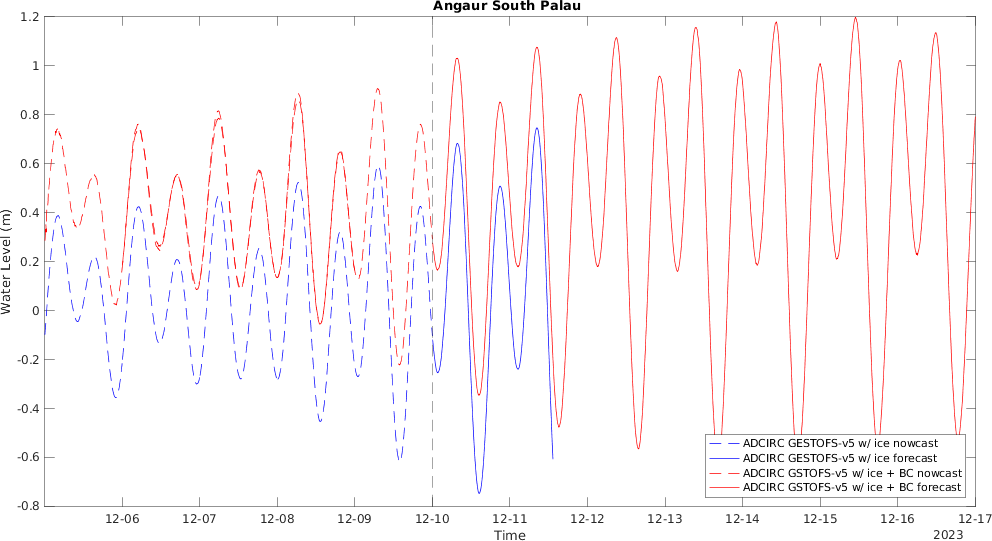 Angaur South Palau
1.2
1
0.8
0.6
0.4
0.2
0
-0.2
-0.4
-0.6
-0.8
Water Level (m)
ADCIRC GESTOFS-v5 w/ ice nowcast
ADCIRC GESTOFS-v5 w/ ice forecast
ADCIRC GSTOFS-v5 w/ ice + BC nowcast
ADCIRC GSTOFS-v5 w/ ice + BC forecast
12-06 12-07 12-08 12-09 12-10 12-11 12-12 12-13 12-14 12-15 12-16 12-17
Time
2023